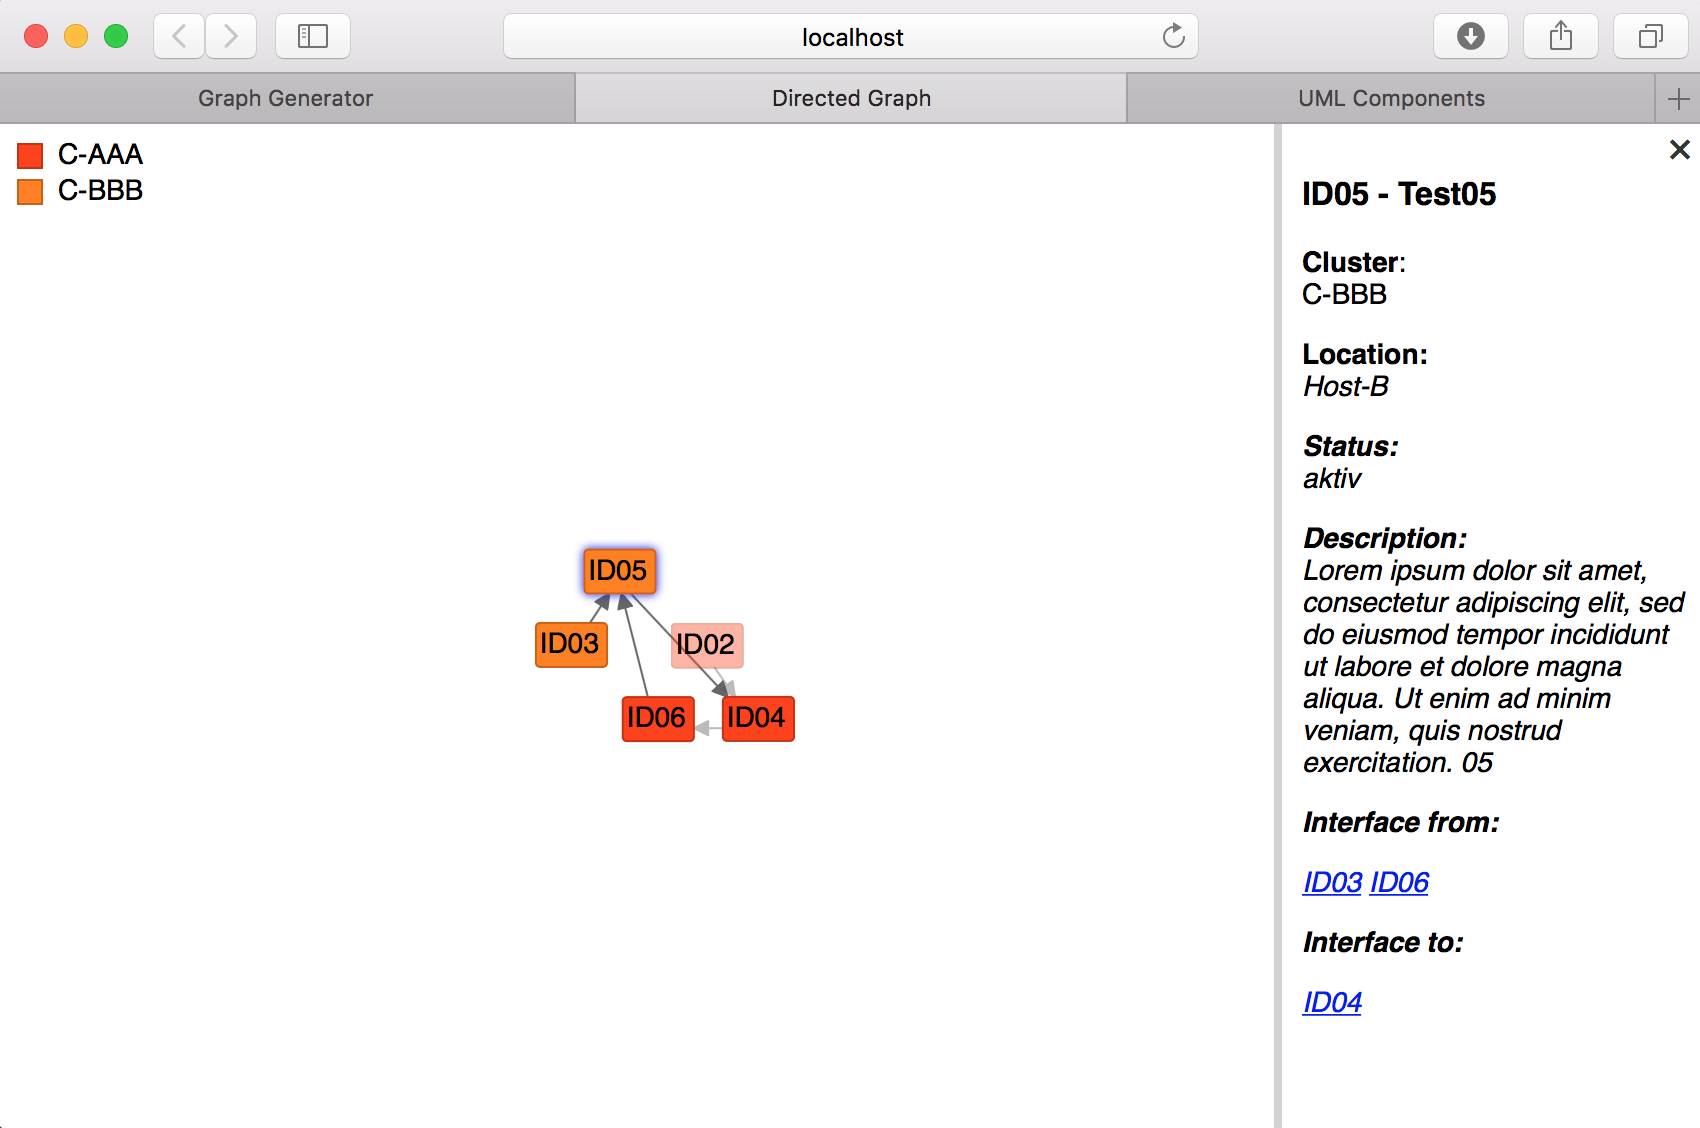 localhost
Graph Generator
Directed Graph
UML Components
C-AAA
C-BBB
ID05
ID03
ID02
ID06
ID04
ID05 - Test05
Cluster:
C-BBB
Location:
Host-B
Status:
aktiv
Description:
Lorem ipsum dolor sit amet,
consectetur adipiscing elit, sed
do eiusmod tempor incididunt
ut labore et dolore magna
aliqua. Ut enim ad minim
veniam, quis nostrud
exercitation. 05
Interface from:
ID03 ID06
Interface to:
ID04